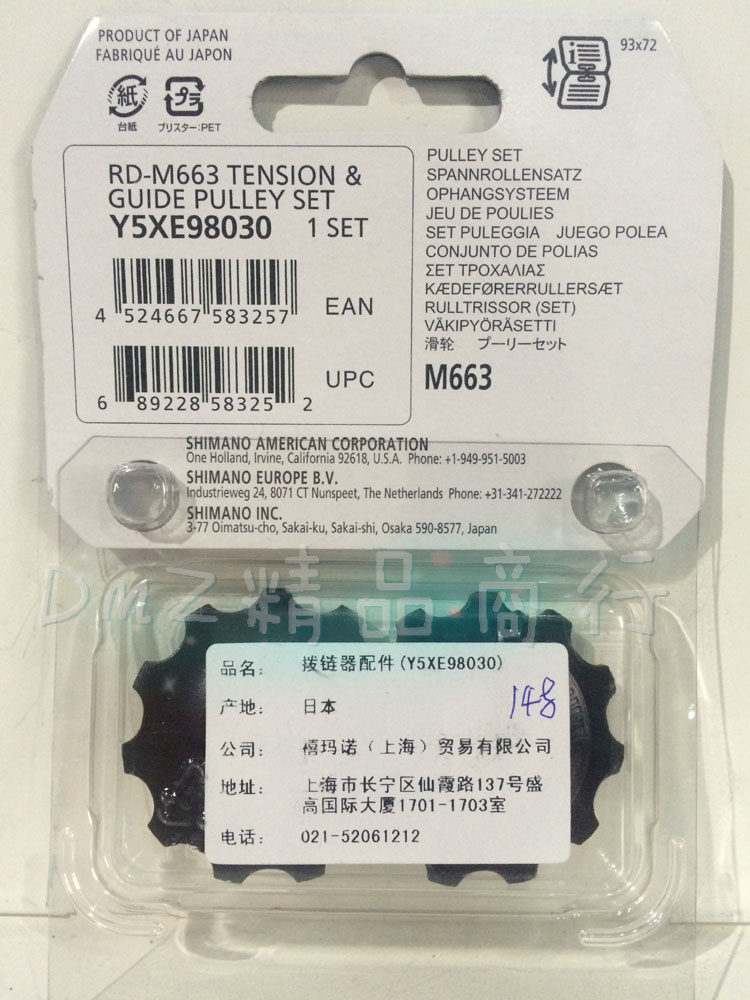 PRODUCT OF JAPAN
FABRIQUÉ AU JAPON
93x72
紙
プラ
台紙
ブリスター:PET
RD-M663 TENSION &
GUIDE PULLEY SET
Y5XE98030 1 SET
4 524667 583257 EAN
6 89228 58325 2 UPC
PULLEY SET
SPANNROLLENSATZ
OPHANGSYSTEEM
JEU DE POULIES
SET PULEGGIA JUEGO POLEA
CONJUNTO DE POLIAS
ΣΕΤ ΤΡΟΧΑΛΙΑΣ
KÆDEFØRERRULLERSÆT
RULLTRISSOR (SET)
VÄKIPYÖRÄSETTI
滑轮 プーリーセット
M663
SHIMANO AMERICAN CORPORATION
One Holland, Irvine, California 92618, U.S.A. Phone: +1-949-951-5003
SHIMANO EUROPE B.V.
Industrieweg 24, 8071 CT Nunspeet, The Netherlands Phone: +31-341-272222
SHIMANO INC.
3-77 Oimatsu-cho, Sakai-ku, Sakai-shi, Osaka 590-8577, Japan
DMZ精品商行
品名: 拨链器配件(Y5XE98030)
产地: 日本
公司: 禧玛诺（上海）贸易有限公司
地址: 上海市长宁区仙霞路137号盛
高国际大厦1701-1703室
电话: 021-52061212